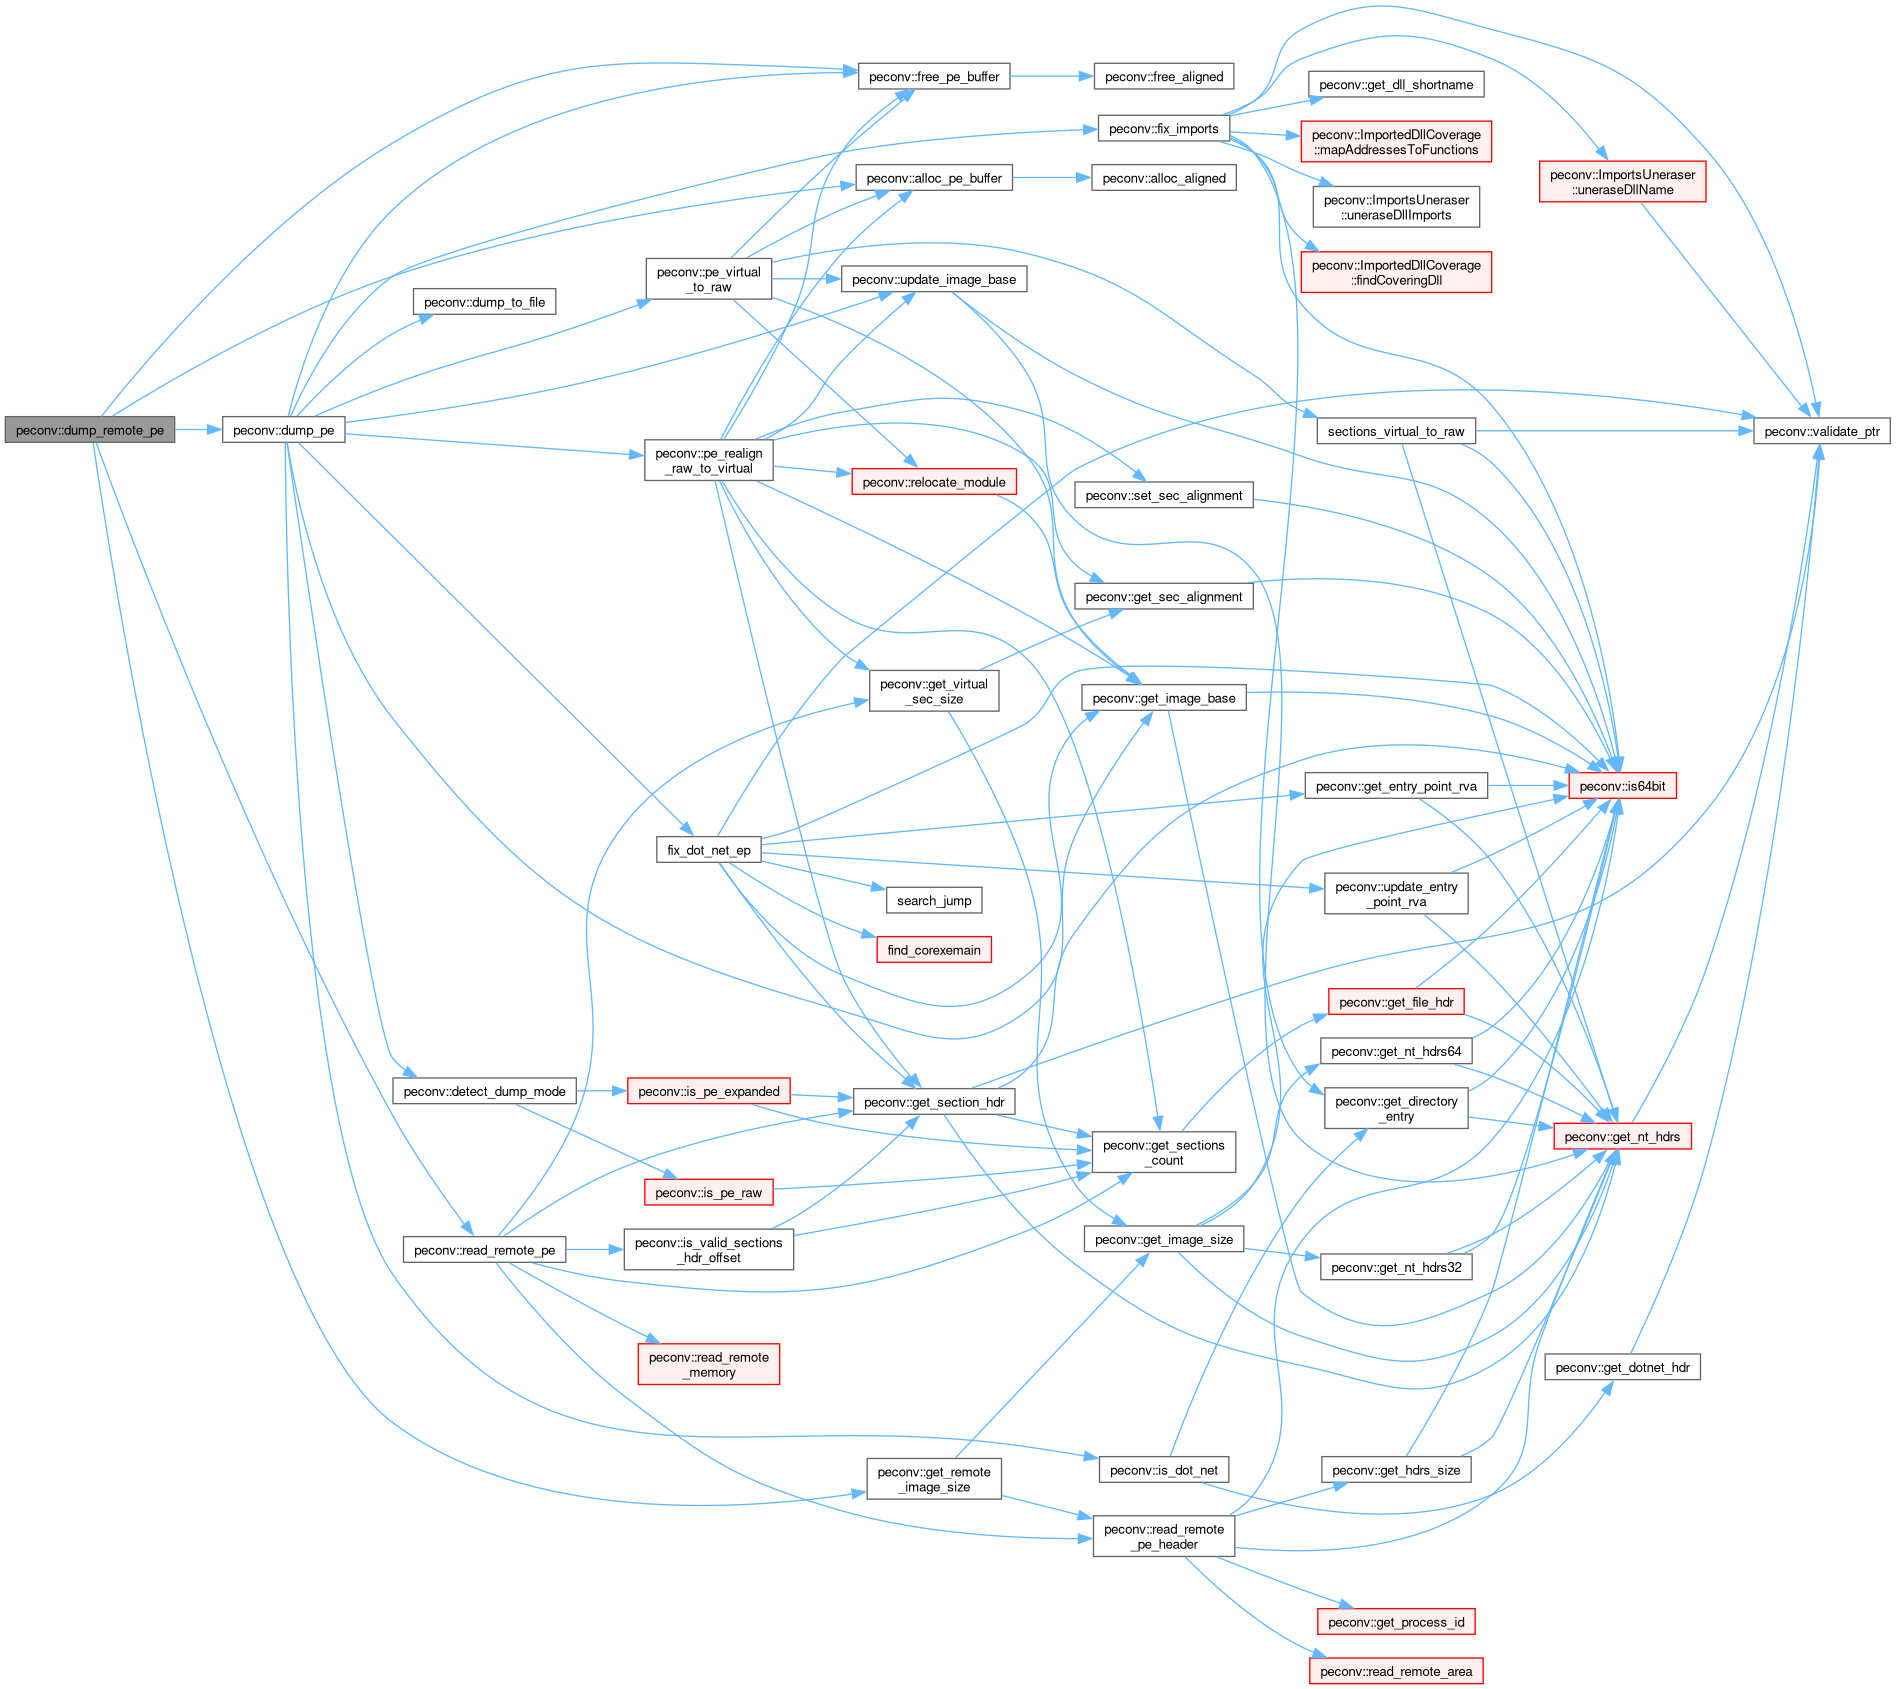 peconv::dump_remote_pe
peconv::dump_pe
peconv::dump_to_file
peconv::detect_dump_mode
peconv::read_remote_pe
peconv::pe_virtual
_to_raw
peconv::pe_realign
_raw_to_virtual
fix_dot_net_ep
peconv::is_pe_expanded
peconv::is_pe_raw
peconv::is_valid_sections
_hdr_offset
peconv::read_remote
_memory
peconv::free_pe_buffer
peconv::alloc_pe_buffer
peconv::update_image_base
peconv::relocate_module
peconv::get_virtual
_sec_size
search_jump
find_corexemain
peconv::get_section_hdr
peconv::get_remote
_image_size
peconv::free_aligned
peconv::fix_imports
peconv::alloc_aligned
peconv::set_sec_alignment
peconv::get_sec_alignment
peconv::get_image_base
peconv::get_sections
_count
peconv::get_image_size
peconv::is_dot_net
peconv::read_remote
_pe_header
peconv::get_dll_shortname
peconv::ImportedDllCoverage
::mapAddressesToFunctions
peconv::ImportsUneraser
::uneraseDllImports
peconv::ImportedDllCoverage
::findCoveringDll
sections_virtual_to_raw
peconv::get_entry_point_rva
peconv::update_entry
_point_rva
peconv::get_file_hdr
peconv::get_nt_hdrs64
peconv::get_directory
_entry
peconv::get_nt_hdrs32
peconv::get_hdrs_size
peconv::get_process_id
peconv::read_remote_area
peconv::ImportsUneraser
::uneraseDllName
peconv::is64bit
peconv::get_nt_hdrs
peconv::get_dotnet_hdr
peconv::validate_ptr